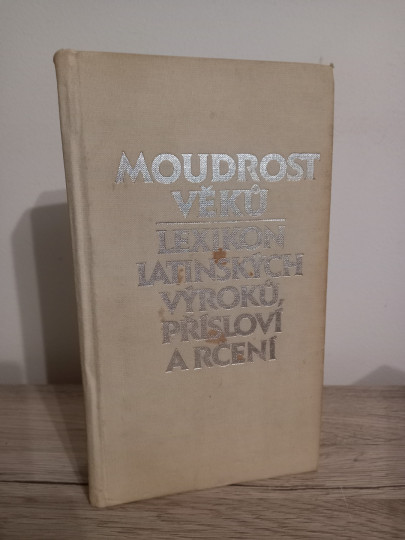 MOUDROST
VĚKŮ
LEXIKON
LATINSKÝCH
VÝROKŮ,
PŘÍSLOVÍ
A RČENÍ